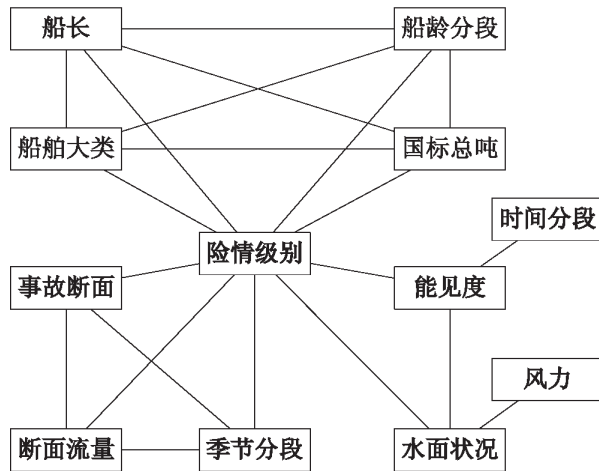 船长
船龄分段
船舶大类
国标总吨
时间分段
险情级别
事故断面
能见度
风力
断面流量
季节分段
水面状况